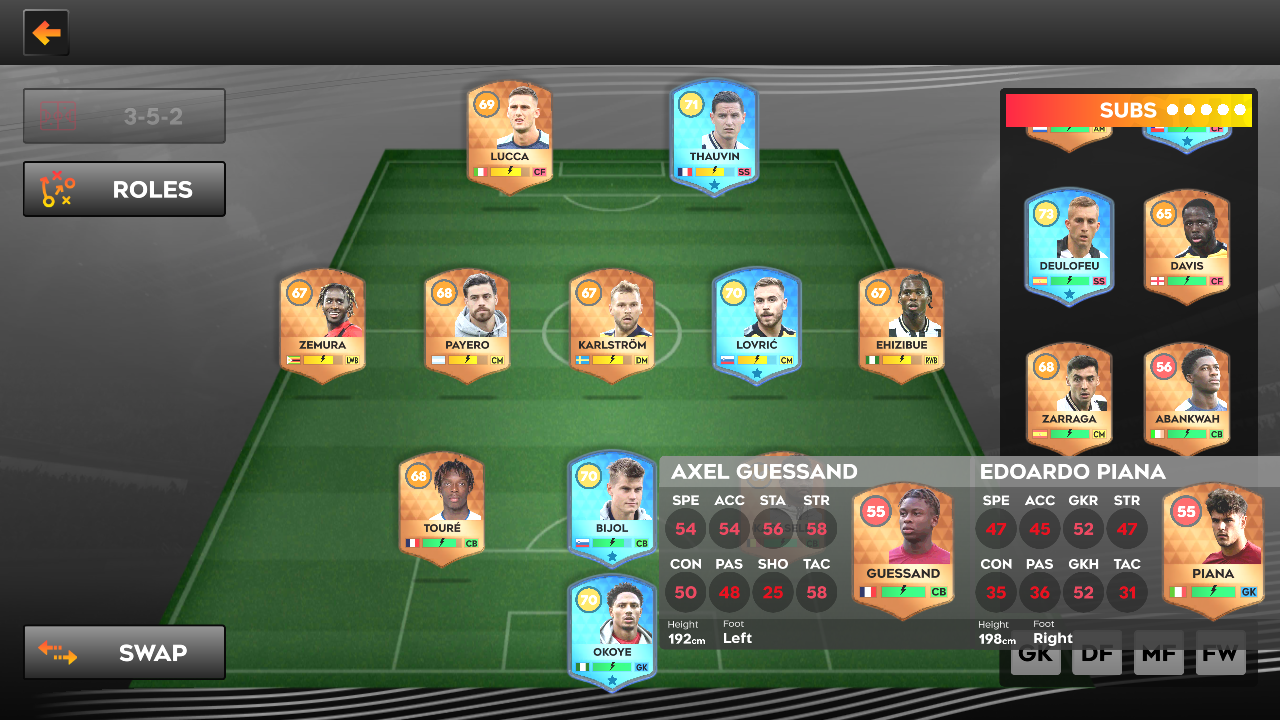 3-5-2
ROLES
SWAP
69
LUCCA
CF
71
THAUVIN
SS
67
ZEMURA
LWB
68
PAYERO
CM
67
KARLSTRÖM
DM
70
LOVRIĆ
CM
67
EHIZIBUE
RWB
68
TOURÉ
CB
70
BIJOL
CB
70
OKOYE
GK
SUBS
AM
CF
73
DEULOFEU
SS
65
DAVIS
CF
68
ZARRAGA
CM
56
ABANKWAH
CB
AXEL GUESSAND
SPE ACC STA STR
54 54 56 58
CON PAS SHO TAC
50 48 25 58
Height Foot
192cm Left
55
GUESSAND
CB
EDOARDO PIANA
SPE ACC GKR STR
47 45 52 47
CON PAS GKH TAC
35 36 52 31
Height Foot
198cm Right
55
PIANA
GK
GK DF MF FW